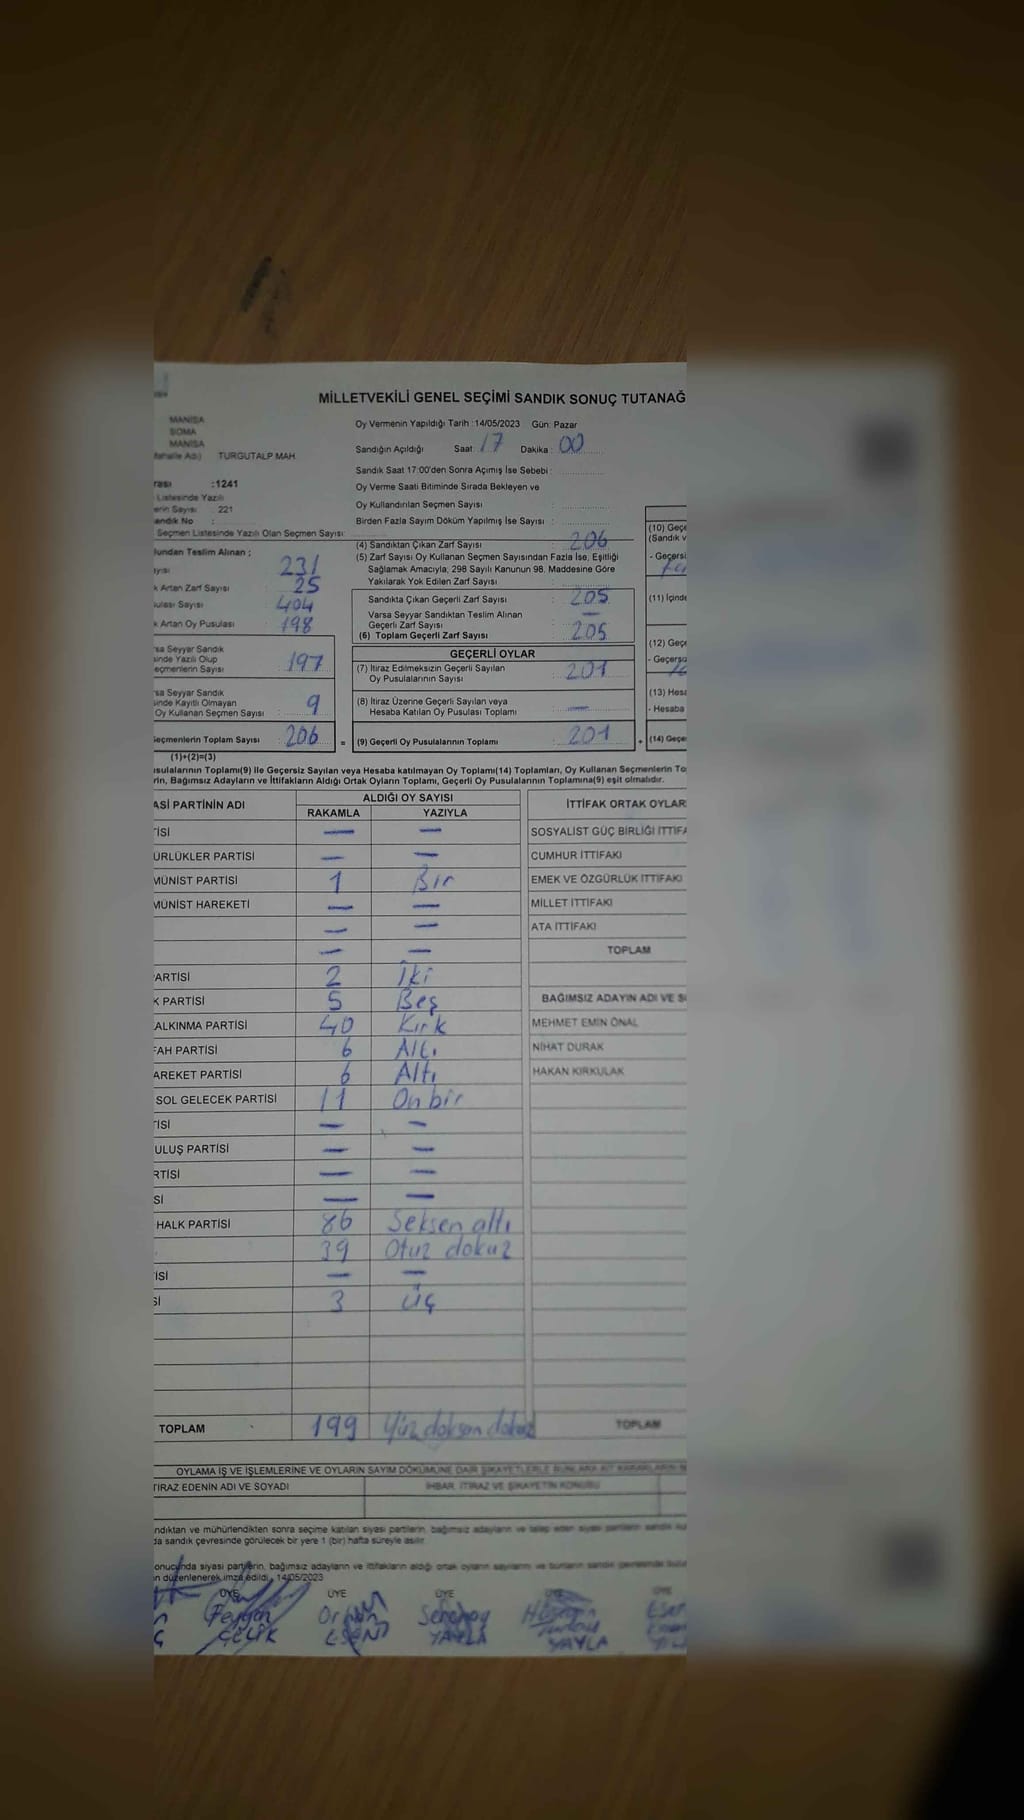 MİLLETVEKİLİ GENEL SEÇİMİ SANDIK SONUÇ TUTANAĞ
MANİSA
SOMA
MANİSA
Mahalle Adı) TURGUTALP MAH.
Oy Vermenin Yapıldığı Tarih :14/05/2023 Gün: Pazar
Sandığın Açıldığı Saat: 17 Dakika : 00
Sandık Saat 17:00'den Sonra Açımış İse Sebebi :
Oy Verme Saati Bitiminde Sırada Bekleyen ve
Oy Kullandırılan Seçmen Sayısı :
Birden Fazla Sayım Döküm Yapılmış İse Sayısı :
rası :1241
Listesinde Yazılı
erin Sayısı : 221
andık No :
Seçmen Listesinde Yazılı Olan Seçmen Sayısı:
fundan Teslim Alınan ;
ayısı 231
k Artan Zarf Sayısı 25
ulası Sayısı 404
k Artan Oy Pusulası 198
rsa Seyyar Sandık
inde Yazılı Olup
eçmenlerin Sayısı 197
rsa Seyyar Sandık
inde Kayıtlı Olmayan
Oy Kullanan Seçmen Sayısı 9
Seçmenlerin Toplam Sayısı 206
(1)+(2)=(3)
(4) Sandıktan Çıkan Zarf Sayısı : 206
(5) Zarf Sayısı Oy Kullanan Seçmen Sayısından Fazla İse, Eşitliği
Sağlamak Amacıyla; 298 Sayılı Kanunun 98. Maddesine Göre
Yakılarak Yok Edilen Zarf Sayısı :
Sandıkta Çıkan Geçerli Zarf Sayısı : 205
Varsa Seyyar Sandıktan Teslim Alınan
Geçerli Zarf Sayısı : —
(6) Toplam Geçerli Zarf Sayısı : 205
GEÇERLİ OYLAR
(7) İtiraz Edilmeksizin Geçerli Sayılan
Oy Pusulalarının Sayısı : 201
(8) İtiraz Üzerine Geçerli Sayılan veya
Hesaba Katılan Oy Pusulası Toplamı : —
= (9) Geçerli Oy Pusulalarının Toplamı : 201 +
(10) Geçe
(Sandık v
- Geçersi
(11) İçinde
(12) Geçe
- Geçersiz
(13) Hesa
- Hesaba
(14) Geçe
usulalarının Toplamı(9) ile Geçersiz Sayılan veya Hesaba katılmayan Oy Toplamı(14) Toplamları, Oy Kullanan Seçmenlerin To
rin, Bağımsız Adayların ve İttifakların Aldığı Ortak Oyların Toplamı, Geçerli Oy Pusulalarının Toplamına(9) eşit olmalıdır.
ASİ PARTİNİN ADI ALDIĞI OY SAYISI
RAKAMLA YAZIYLA
TİSİ — —
ÜRLÜKLER PARTİSİ — —
MÜNİST PARTİSİ 1 Bir
MÜNİST HAREKETİ — —
— —
— —
ARTİSİ 2 İki
K PARTİSİ 5 Beş
ALKINMA PARTİSİ 40 Kırk
FAH PARTİSİ 6 Altı
AREKET PARTİSİ 6 Altı
SOL GELECEK PARTİSİ 11 Onbir
TİSİ — —
ULUŞ PARTİSİ — —
RTİSİ — —
Sİ — —
HALK PARTİSİ 86 Seksen altı
39 Otuz dokuz
İSİ — —
Sİ 3 üç
TOPLAM 199 Yüz doksan dokuz
İTTİFAK ORTAK OYLAR
SOSYALİST GÜÇ BİRLİĞİ İTTİFA
CUMHUR İTTİFAKI
EMEK VE ÖZGÜRLÜK İTTİFAKI
MİLLET İTTİFAKI
ATA İTTİFAKI
TOPLAM
BAĞIMSIZ ADAYIN ADI VE S
MEHMET EMİN ÖNAL
NİHAT DURAK
HAKAN KIRKULAK
TOPLAM
OYLAMA İŞ VE İŞLEMLERİNE VE OYLARIN SAYIM DÖKÜMÜNE DAİR ŞİKAYETLERLE BUNLARA AİT KARARLARIN
TİRAZ EDENİN ADI VE SOYADI İHBAR, İTİRAZ VE ŞİKAYETİN KONUSU
ndıktan ve mühürlendikten sonra seçime katılan siyasi partilerin, bağımsız adayların ve talep eden siyasi partilerin sandık
da sandık çevresinde görülecek bir yere 1 (bir) hafta süreyle asılır.
onucunda siyasi partilerin, bağımsız adayların ve ittifakların aldığı ortak oyların sayılarını ve bunların sandık çevresinde
n düzenlenerek imza edildi. 14/05/2023
ÜYE ÜYE ÜYE ÜYE ÜYE
Feyyan Orhan Hüseyin Eser
ÇELİK ESEN YAYLA YAYLA